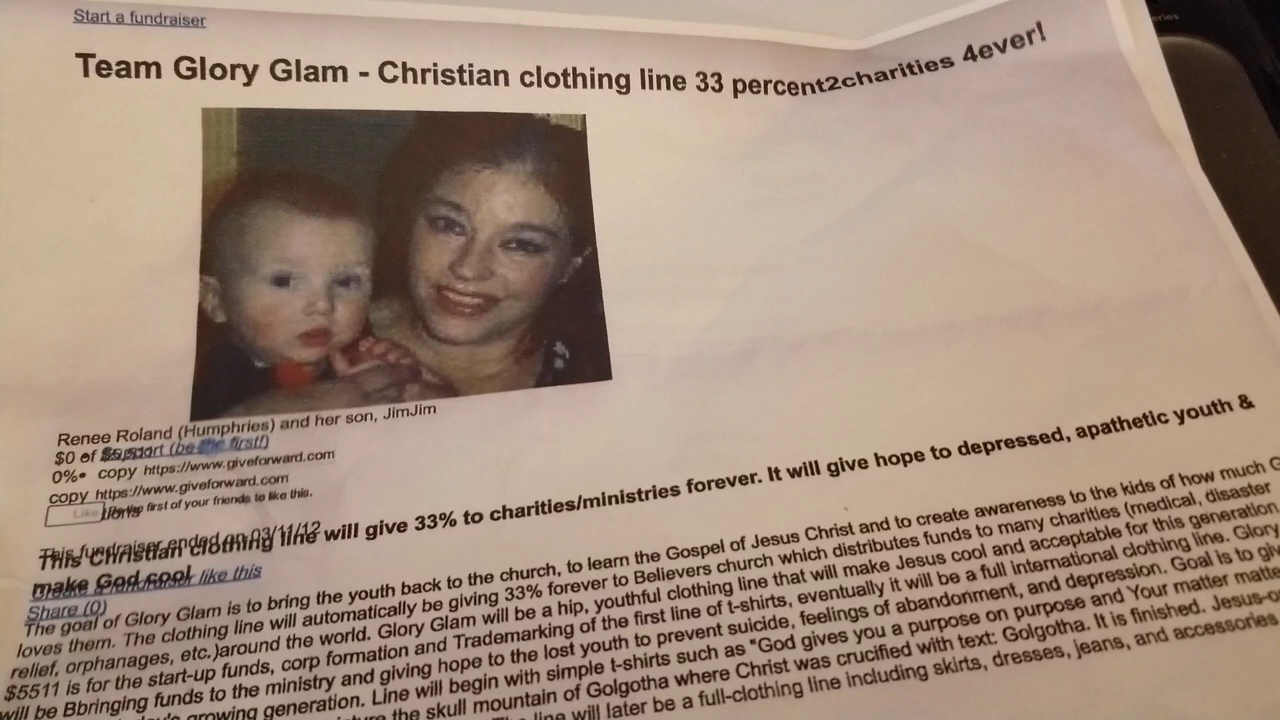 Start a fundraiser
Team Glory Glam - Christian clothing line 33 percent2charities 4ever!
Renee Roland (Humphries) and her son, JimJim
$0 of (be the first!)
0%• copy https://www.giveforward.com
copy https://www.giveforward.com
Like the first of your friends to like this.
This fundraiser ended on 03/11/12
This Christian clothing line will give 33% to charities/ministries forever. It will give hope to depressed, apathetic youth &
make God cool
like this
Share (0)
The goal of Glory Glam is to bring the youth back to the church, to learn the Gospel of Jesus Christ and to create awareness to the kids of how much G
loves them. The clothing line will automatically be giving 33% forever to Believers church which distributes funds to many charities (medical, disaster
relief, orphanages, etc.)around the world. Glory Glam will be a hip, youthful clothing line that will make Jesus cool and acceptable for this generation
$5511 is for the start-up funds, corp formation and Trademarking of the first line of t-shirts, eventually it will be a full international clothing line. Glory
will be Bbringing funds to the ministry and giving hope to the lost youth to prevent suicide, feelings of abandonment, and depression. Goal is to giv
growing generation. Line will begin with simple t-shirts such as "God gives you a purpose on purpose and Your matter matte
the skull mountain of Golgotha where Christ was crucified with text: Golgotha. It is finished. Jesus-o
line will later be a full-clothing line including skirts, dresses, jeans, and accessories